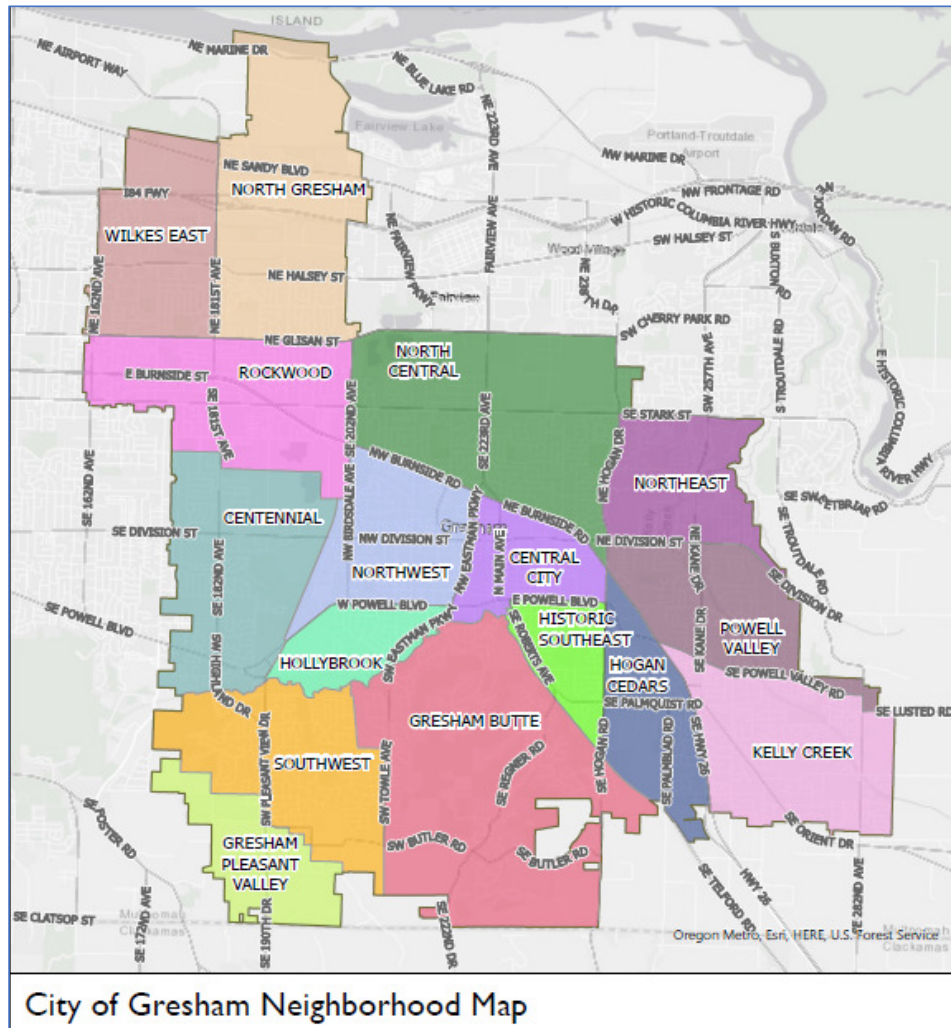 ISLAND
NE MARINE DR
NE AIRPORT WAY
NE BLUE LAKE RD
NE 223RD AVE
Fairview Lake
Portland-Troutdale
Airport
NW MARINE DR
NE SANDY BLVD
NORTH GRESHAM
I84 FWY
NW FRONTAGE RD
W HISTORIC COLUMBIA RIVER HWY
NE JORDAN RD
WILKES EAST
FAIRVIEW AVE
NE FAIRVIEW PKWY
SW HALSEY ST
Wood Village
S BUXTON RD
NE 162ND AVE
NE 181ST AVE
NE HALSEY ST
NE 238TH DR
Fairview
SW CHERRY PARK RD
SW 257TH AVE
S TROUTDALE RD
E HISTORIC COLUMBIA
RIVER HWY
NE GLISAN ST
NORTH
CENTRAL
E BURNSIDE ST
ROCKWOOD
SE 181ST AVE
SE 202ND AVE
SE 223RD AVE
SE STARK ST
SE 162ND AVE
NW BURNSIDE RD
NE HOGAN DR
NORTHEAST
SE SWEETBRIAR RD
SE TROUTDALE RD
CENTENNIAL
NW BIRDSDALE AVE
NW EASTMAN PKWY
NE BURNSIDE RD
SE DIVISION ST
Gresham
NW DIVISION ST
N MAIN AVE
NE DIVISION ST
NE KANE DR
NORTHWEST
CENTRAL
CITY
SE DIVISION DR
SE 182ND AVE
W POWELL BLVD
E POWELL BLVD
SE POWELL BLVD
HISTORIC
SOUTHEAST
POWELL
VALLEY
SE KANE DR
HOLLYBROOK
SW EASTMAN PKWY
SE ROBERTS AVE
HOGAN
CEDARS
SE POWELL VALLEY RD
SW HIGHLAND DR
SE PALMQUIST RD
SE LUSTED RD
GRESHAM BUTTE
SW PLEASANT VIEW DR
SOUTHWEST
SW TOWLE AVE
SE REGNER RD
SE HOGAN RD
SE PALMBLAD RD
SE HWY 26
KELLY CREEK
SE FOSTER RD
SW BUTLER RD
SE BUTLER RD
SE ORIENT DR
GRESHAM
PLEASANT
VALLEY
SE TELFORD RD
HWY 26
SE 282ND AVE
SE CLATSOP ST
Multnomah
Clackamas
SE 172ND AVE
SE 190TH DR
SE 222ND DR
Multnomah
Clackamas
Oregon Metro, Esri, HERE, U.S. Forest Service
City of Gresham Neighborhood Map